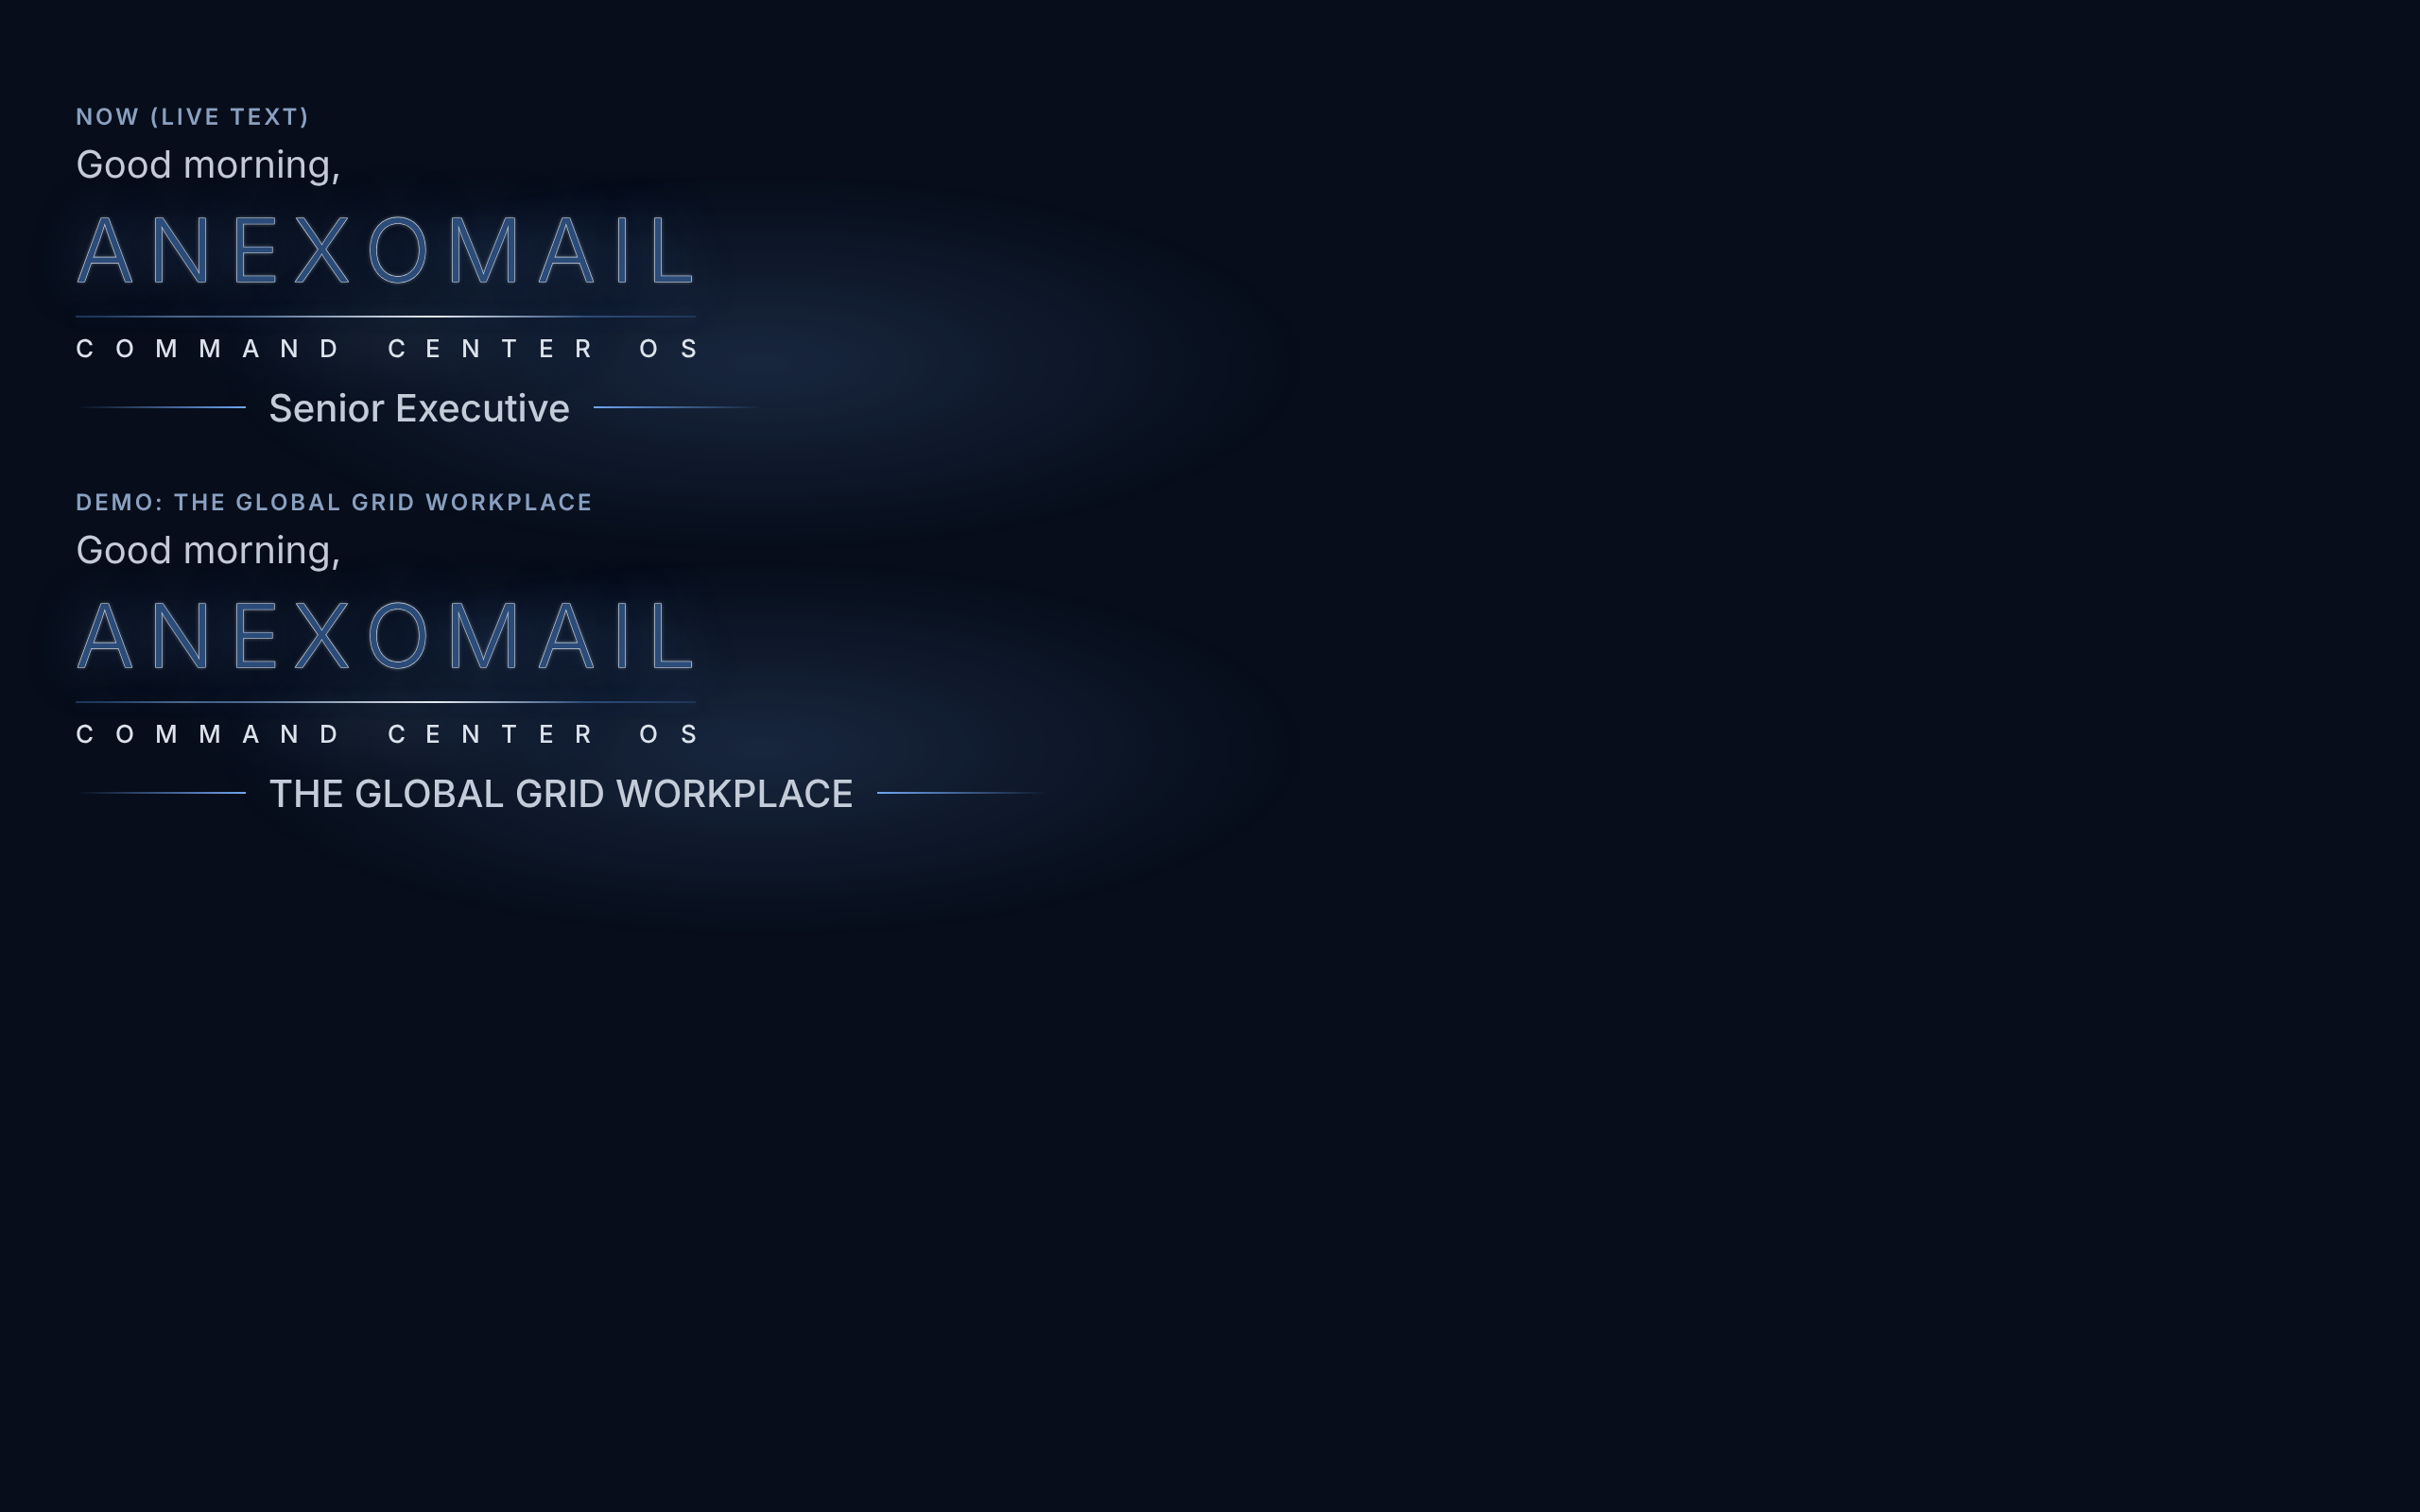 NOW (LIVE TEXT)
Good morning,
ANEXOMAIL
COMMAND CENTER OS
Senior Executive
DEMO: THE GLOBAL GRID WORKPLACE
Good morning,
ANEXOMAIL
COMMAND CENTER OS
THE GLOBAL GRID WORKPLACE